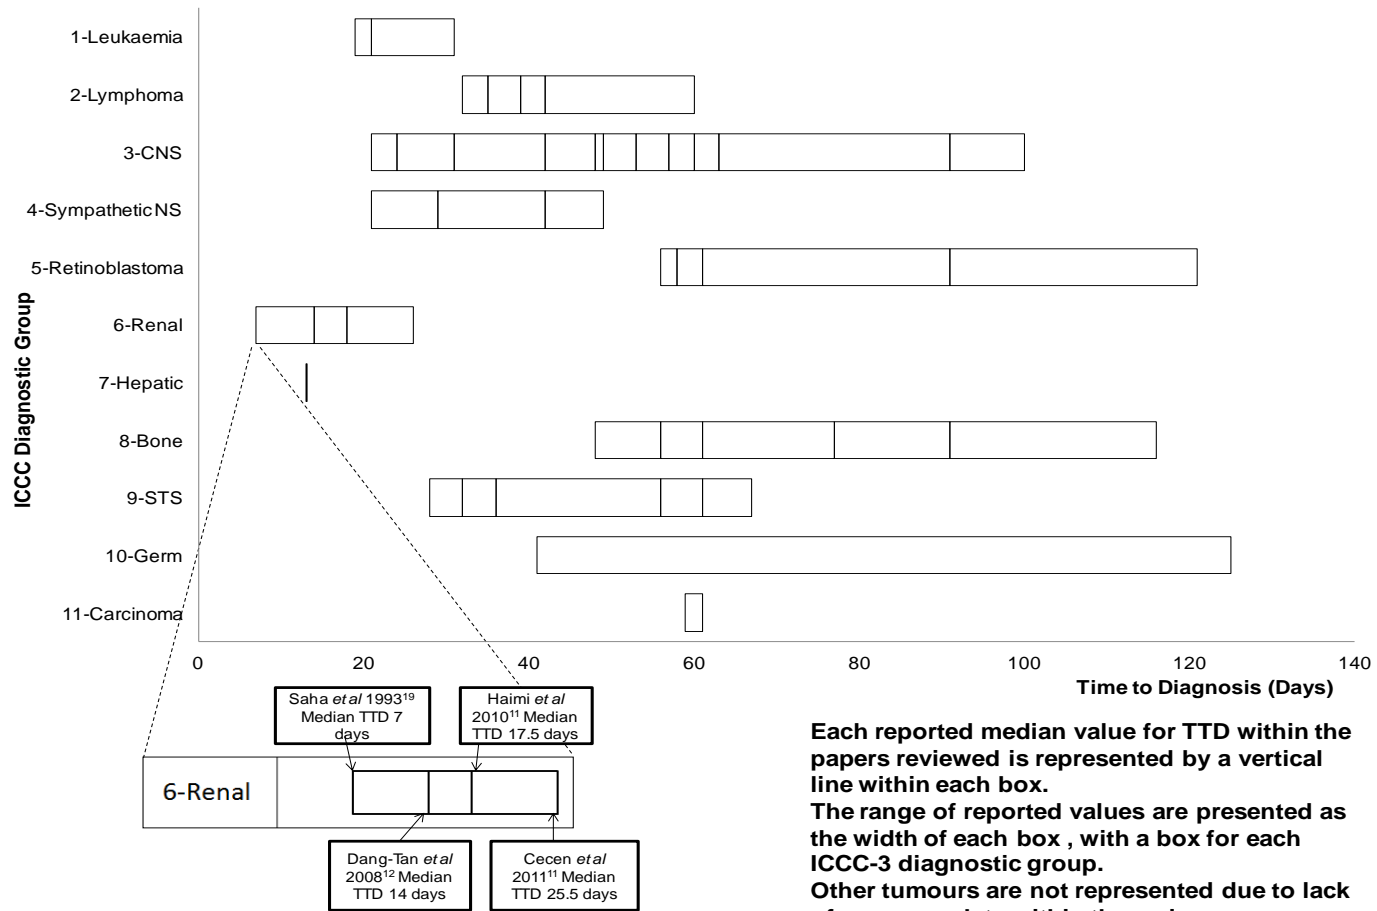 1-Leukaemia
2-Lymphoma
3-CNS
4-SympatheticNS
5-Retinoblastoma
6-Renal
7-Hepatic
8-Bone
9-STS
10-Germ
11-Carcinoma
ICCC Diagnostic Group
0 20 40 60 80 100 120 140
Time to Diagnosis (Days)
Saha et al 1993¹⁹
Median TTD 7
days
Haimi et al
2010¹¹ Median
TTD 17.5 days
6-Renal
Dang-Tan et al
2008¹² Median
TTD 14 days
Cecen et al
2011¹¹ Median
TTD 25.5 days
Each reported median value for TTD within the
papers reviewed is represented by a vertical
line within each box.
The range of reported values are presented as
the width of each box , with a box for each
ICCC-3 diagnostic group.
Other tumours are not represented due to lack